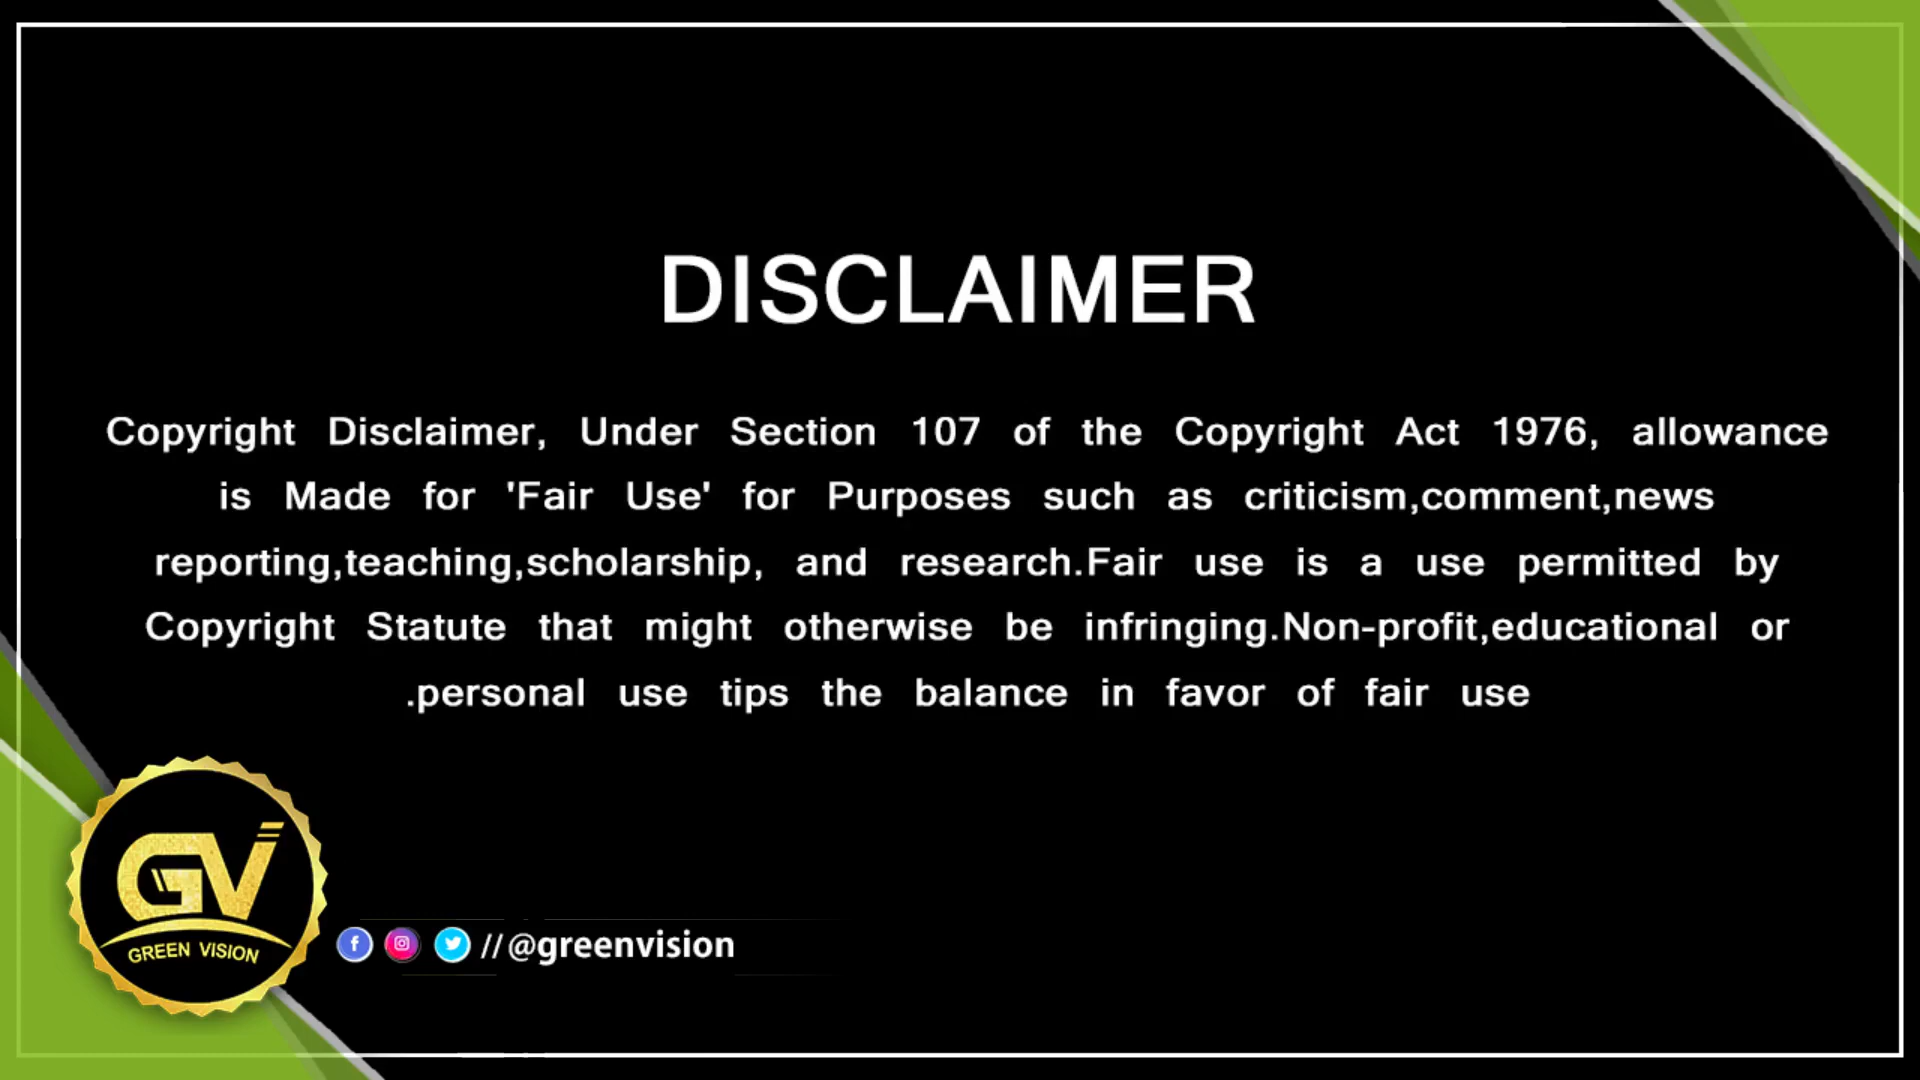 DISCLAIMER
Copyright Disclaimer, Under Section 107 of the Copyright Act 1976, allowance
is Made for 'Fair Use' for Purposes such as criticism,comment,news
reporting,teaching,scholarship, and research.Fair use is a use permitted by
Copyright Statute that might otherwise be infringing.Non-profit,educational or
.personal use tips the balance in favor of fair use
GV
GREEN VISION
//@greenvision